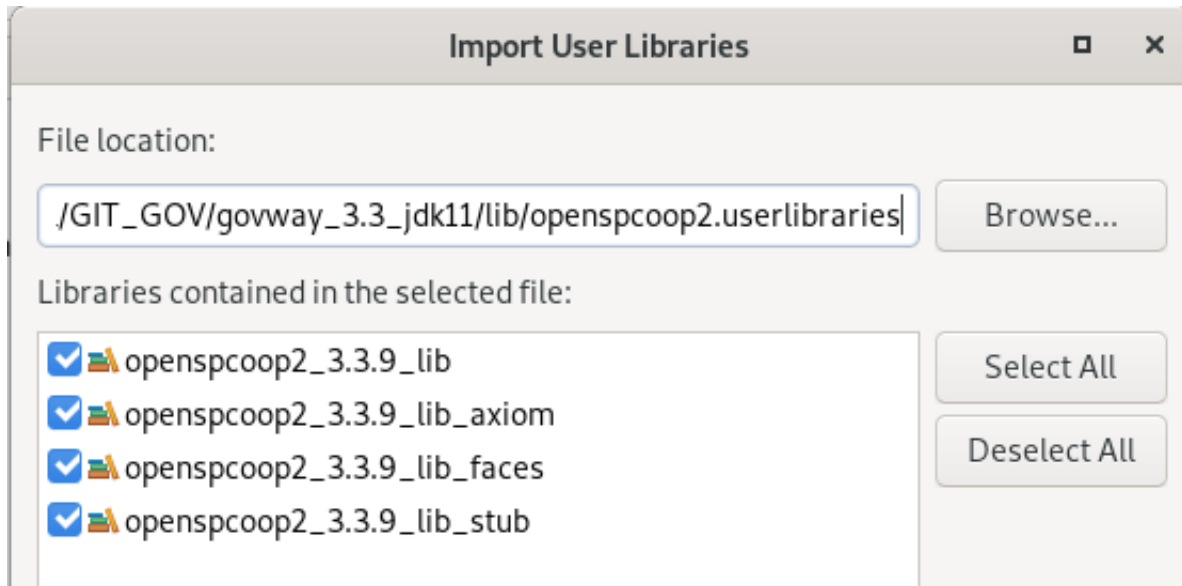 Import User Libraries
File location:
./GIT_GOV/govway_3.3_jdk11/lib/openspcoop2.userlibraries
Browse...
Libraries contained in the selected file:
openspcoop2_3.3.9_lib
openspcoop2_3.3.9_lib_axiom
openspcoop2_3.3.9_lib_faces
openspcoop2_3.3.9_lib_stub
Select All
Deselect All